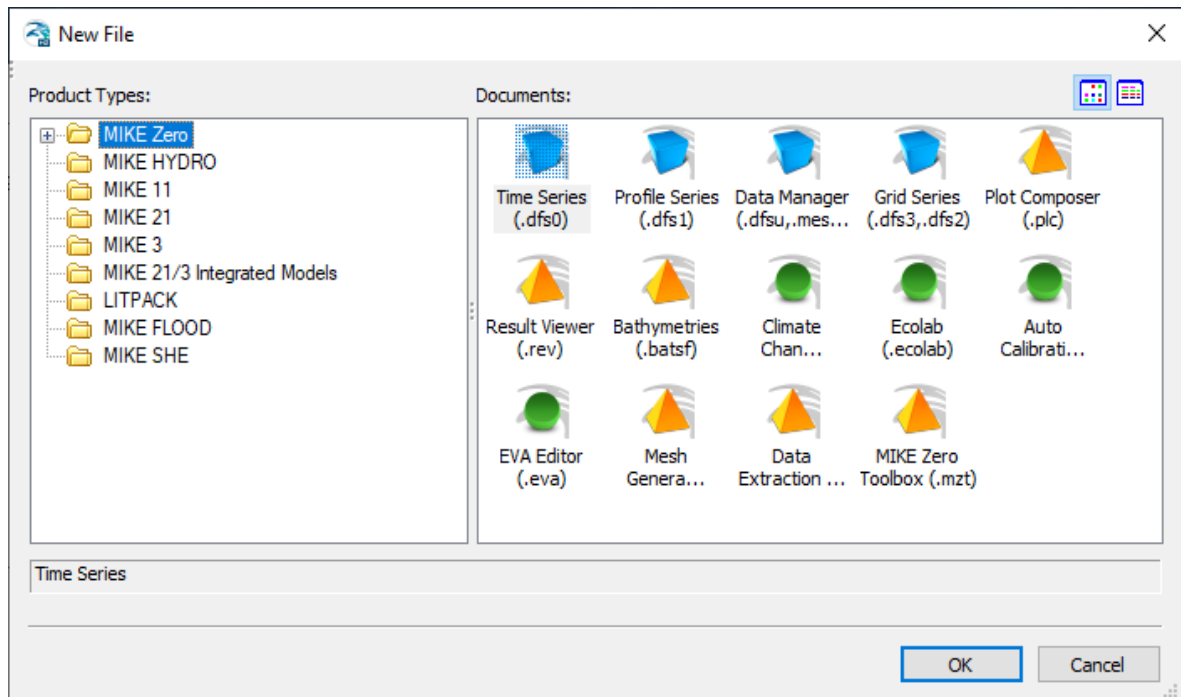 New File
Product Types:
MIKE Zero
MIKE HYDRO
MIKE 11
MIKE 21
MIKE 3
MIKE 21/3 Integrated Models
LITPACK
MIKE FLOOD
MIKE SHE
Documents:
Time Series
(.dfs0)
Profile Series
(.dfs1)
Data Manager
(.dfsu,.mes...
Grid Series
(.dfs3,.dfs2)
Plot Composer
(.plc)
Result Viewer
(.rev)
Bathymetries
(.batsf)
Climate
Chan...
Ecolab
(.ecolab)
Auto
Calibrati...
EVA Editor
(.eva)
Mesh
Genera...
Data
Extraction ...
MIKE Zero
Toolbox (.mzt)
Time Series
OK
Cancel